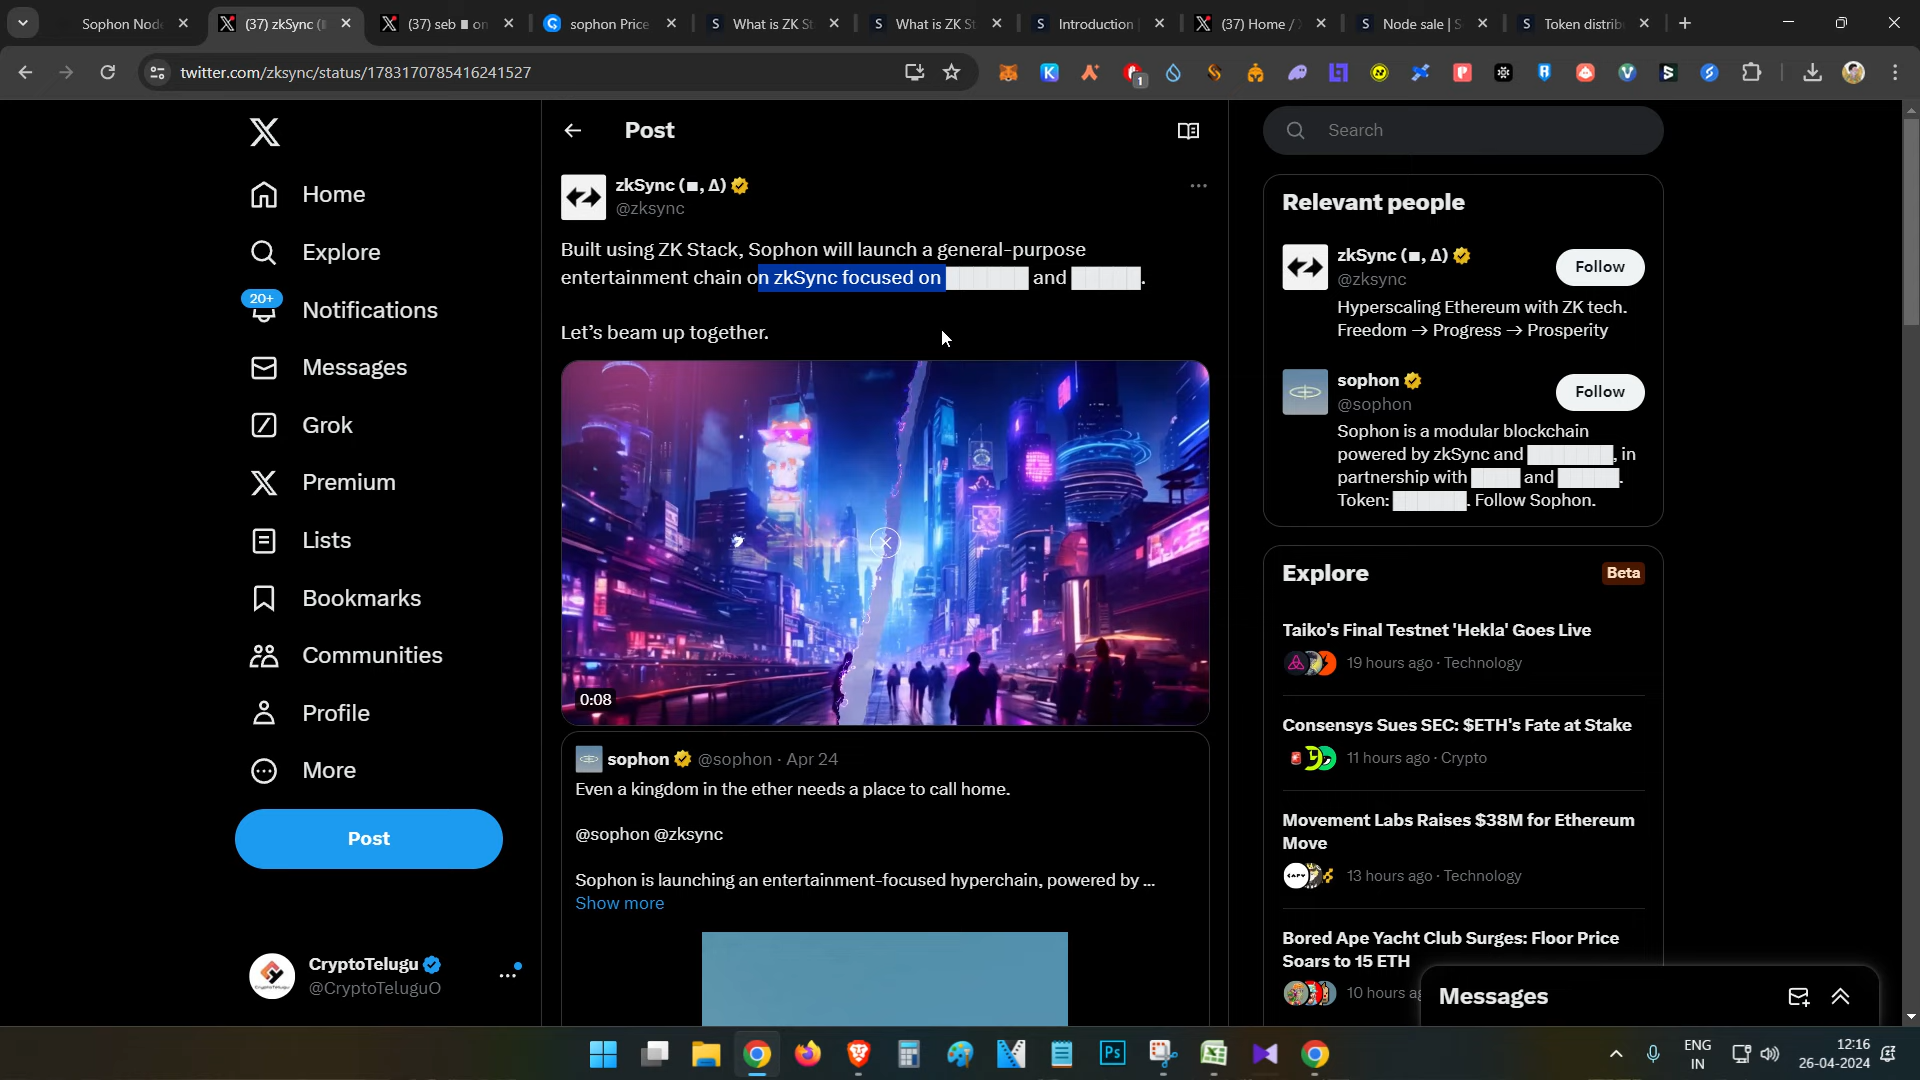 Sophon Node
(37) zkSync (
(37) seb ■ on
sophon Price
What is ZK St
What is ZK St
Introduction |
(37) Home /
Node sale | S
Token distrib
twitter.com/zksync/status/1783170785416241527
1
Home
Explore
20+
Notifications
Messages
Grok
Premium
Lists
Bookmarks
Communities
Profile
More
Post
CryptoTelugu
@CryptoTeluguO
Post
zkSync (■, ∆)
@zksync
Built using ZK Stack, Sophon will launch a general-purpose
entertainment chain on zkSync focused on ██████ and █████.
Let’s beam up together.
0:08
sophon @sophon · Apr 24
Even a kingdom in the ether needs a place to call home.
@sophon @zksync
Sophon is launching an entertainment-focused hyperchain, powered by ...
Show more
Search
Relevant people
zkSync (■, ∆)
@zksync
Follow
Hyperscaling Ethereum with ZK tech.
Freedom → Progress → Prosperity
sophon
@sophon
Follow
Sophon is a modular blockchain
powered by zkSync and ███████, in
partnership with ████ and █████.
Token: ██████. Follow Sophon.
Explore
Beta
Taiko's Final Testnet 'Hekla' Goes Live
19 hours ago · Technology
Consensys Sues SEC: $ETH's Fate at Stake
11 hours ago · Crypto
Movement Labs Raises $38M for Ethereum
Move
13 hours ago · Technology
Bored Ape Yacht Club Surges: Floor Price
Soars to 15 ETH
10 hours ag
Messages
Ps
ENG
IN
12:16
26-04-2024